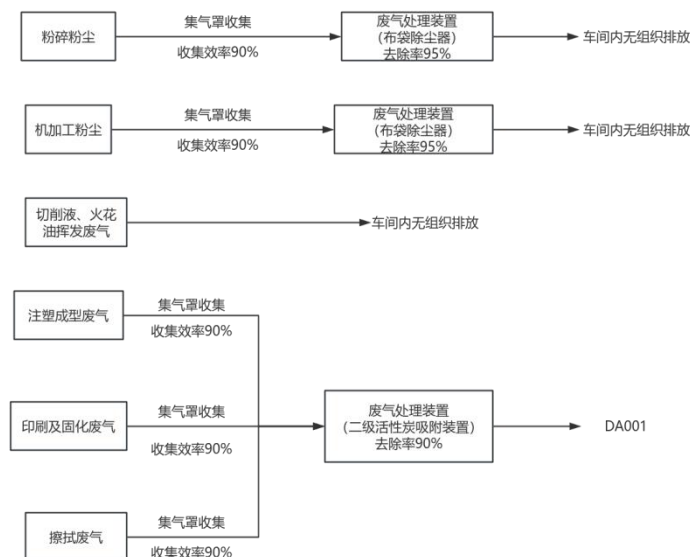 粉碎粉尘
集气罩收集
收集效率90%
废气处理装置
（布袋除尘器）
去除率95%
车间内无组织排放
机加工粉尘
集气罩收集
收集效率90%
废气处理装置
（布袋除尘器）
去除率95%
车间内无组织排放
切削液、火花
油挥发废气
车间内无组织排放
注塑成型废气
集气罩收集
收集效率90%
印刷及固化废气
集气罩收集
收集效率90%
废气处理装置
（二级活性炭吸附装置）
去除率90%
DA001
擦拭废气
集气罩收集
收集效率90%